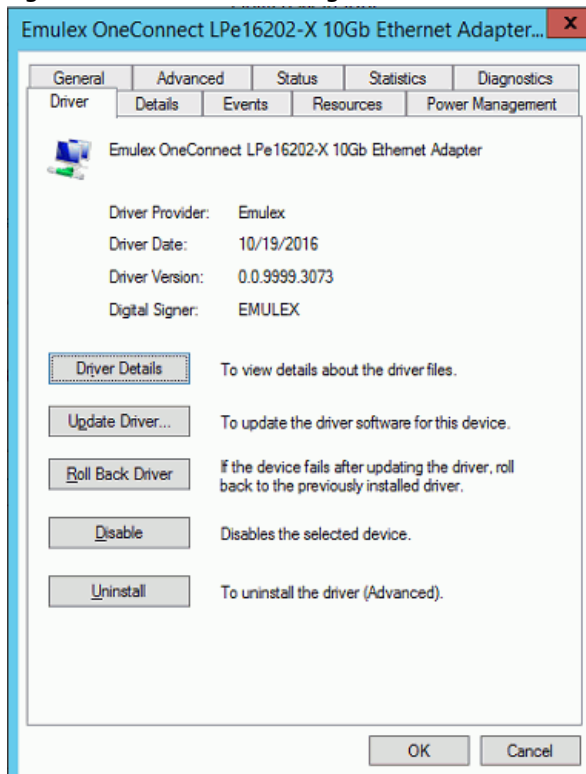 Emulex OneConnect LPe16202-X 10Gb Ethernet Adapter...
x
General Advanced Status Statistics Diagnostics
Driver Details Events Resources Power Management
Emulex OneConnect LPe16202-X 10Gb Ethernet Adapter
Driver Provider: Emulex
Driver Date: 10/19/2016
Driver Version: 0.0.9999.3073
Digital Signer: EMULEX
Driver Details To view details about the driver files.
Update Driver... To update the driver software for this device.
Roll Back Driver If the device fails after updating the driver, roll
back to the previously installed driver.
Disable Disables the selected device.
Uninstall To uninstall the driver (Advanced).
OK Cancel